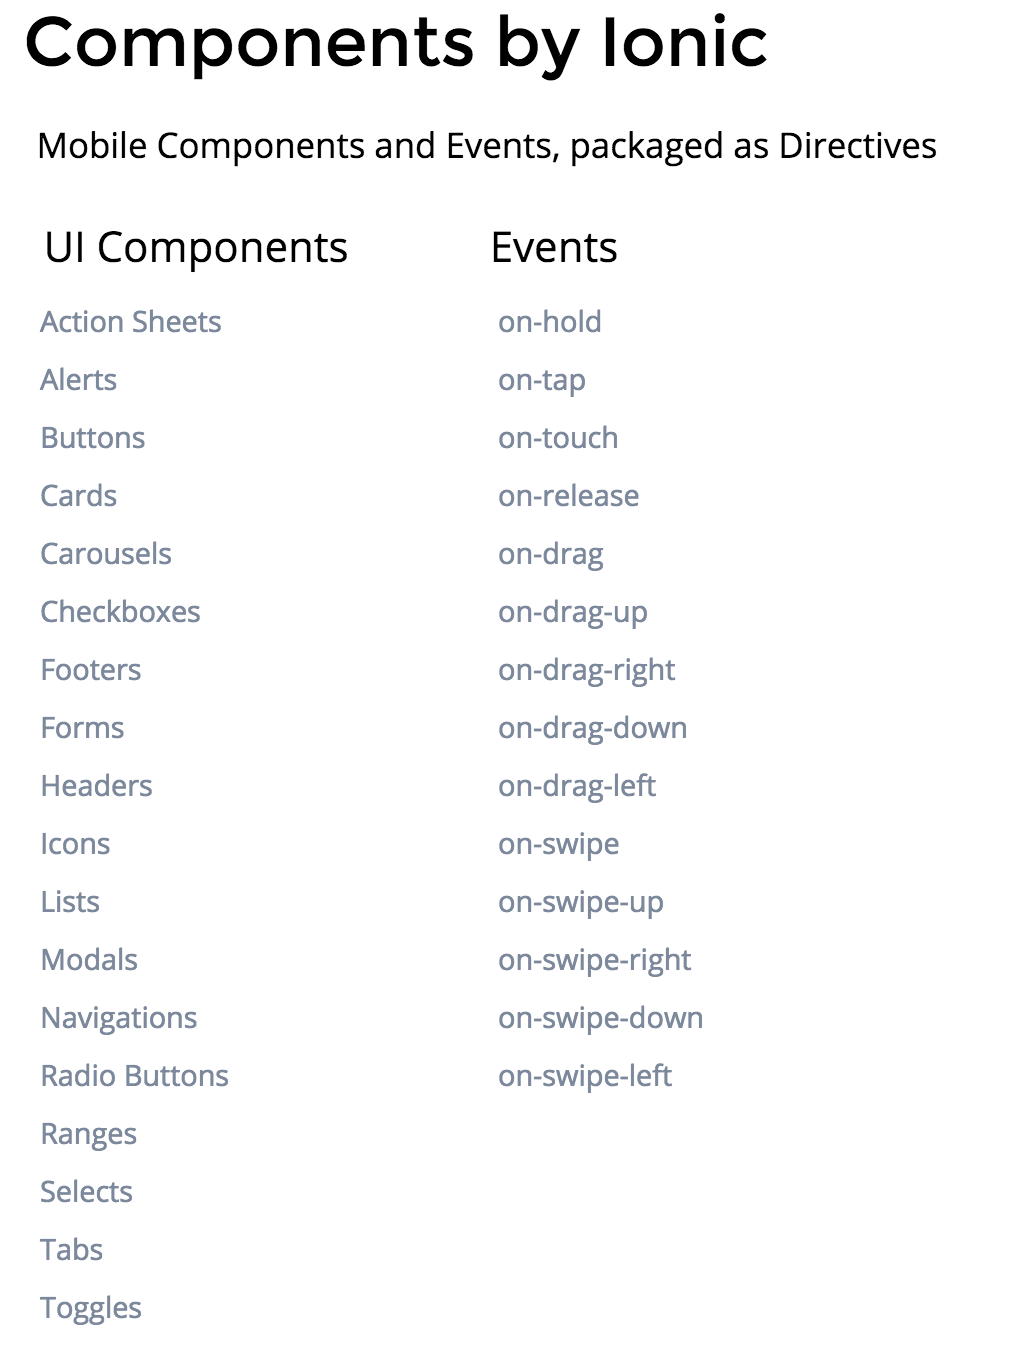 Components by Ionic
Mobile Components and Events, packaged as Directives
UI Components
Action Sheets
Alerts
Buttons
Cards
Carousels
Checkboxes
Footers
Forms
Headers
Icons
Lists
Modals
Navigations
Radio Buttons
Ranges
Selects
Tabs
Toggles
Events
on-hold
on-tap
on-touch
on-release
on-drag
on-drag-up
on-drag-right
on-drag-down
on-drag-left
on-swipe
on-swipe-up
on-swipe-right
on-swipe-down
on-swipe-left